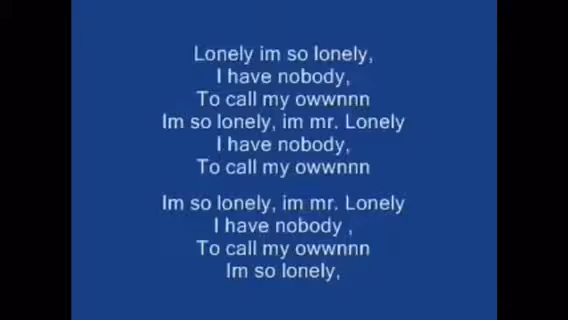 Lonely im so lonely,
I have nobody,
To call my owwnnn
Im so lonely, im mr. Lonely
I have nobody,
To call my owwnnn
Im so lonely, im mr. Lonely
I have nobody ,
To call my owwnnn
Im so lonely,